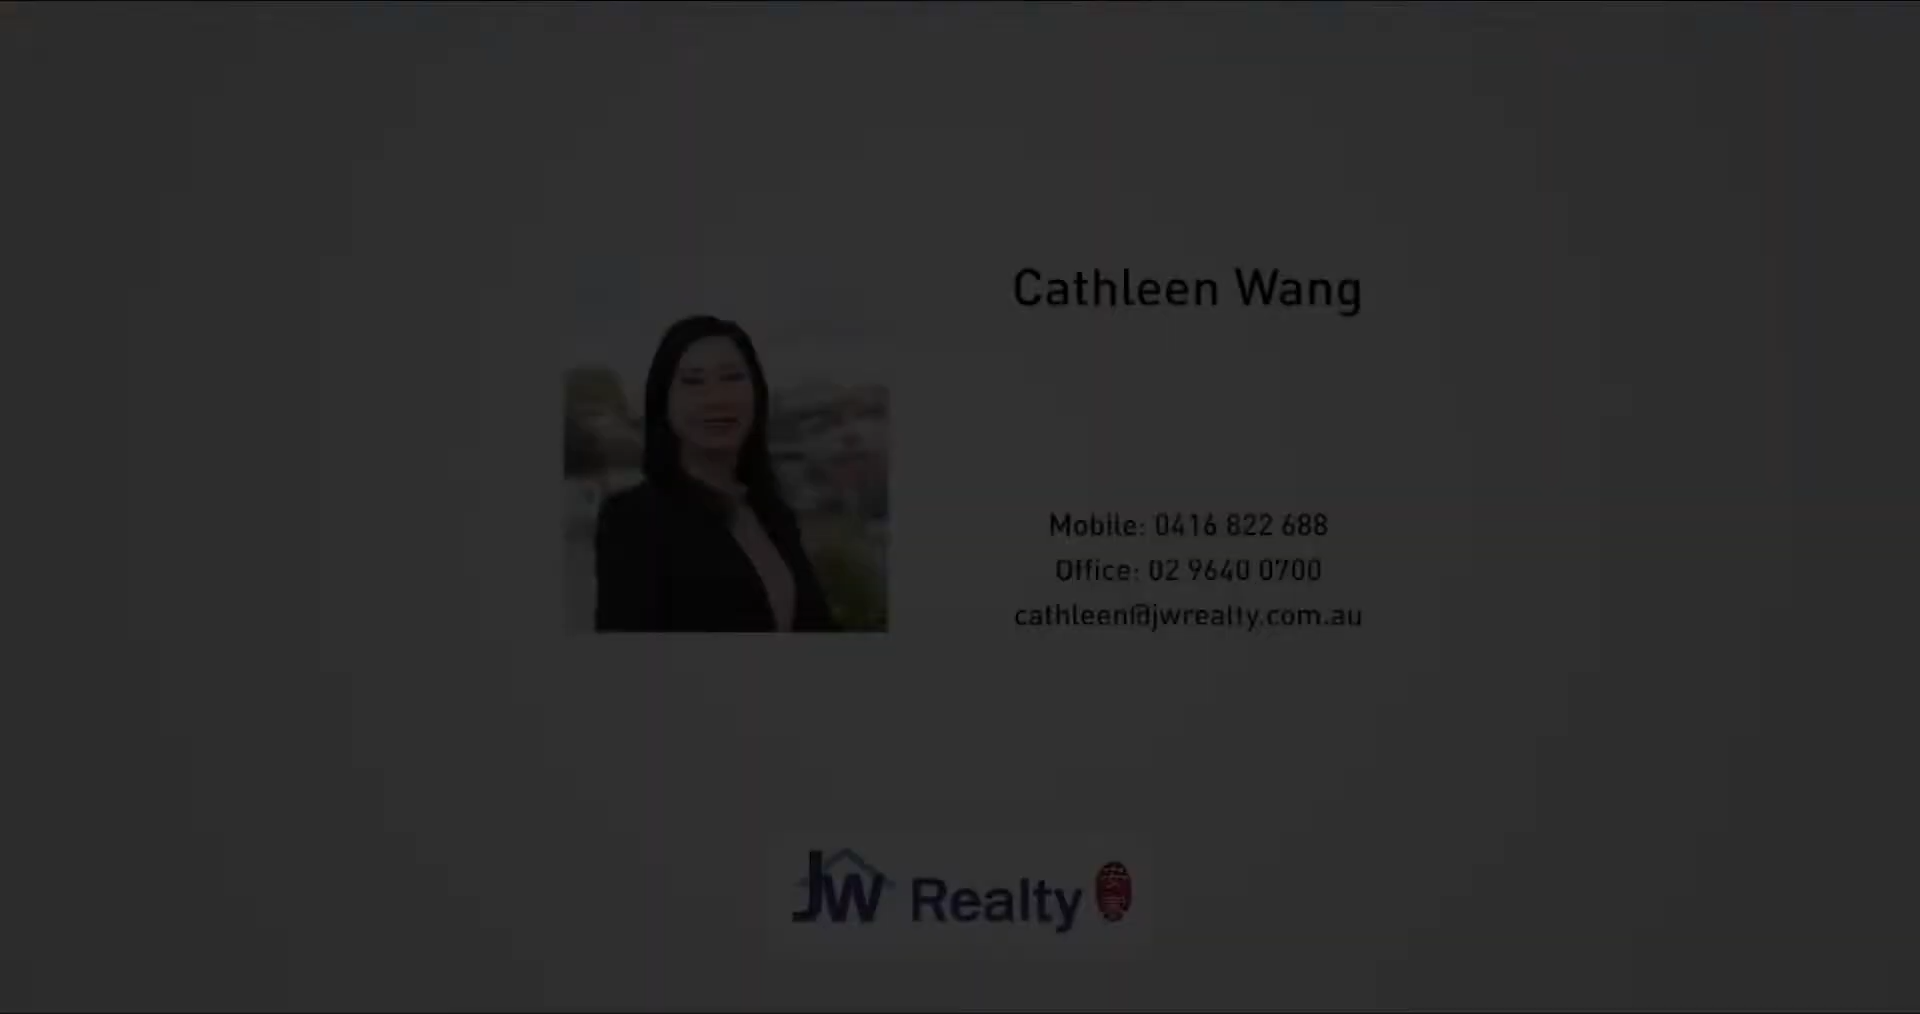 Cathleen Wang
Mobile: 0416 822 688
Office: 02 9640 0700
cathleen@jwrealty.com.au
JW Realty